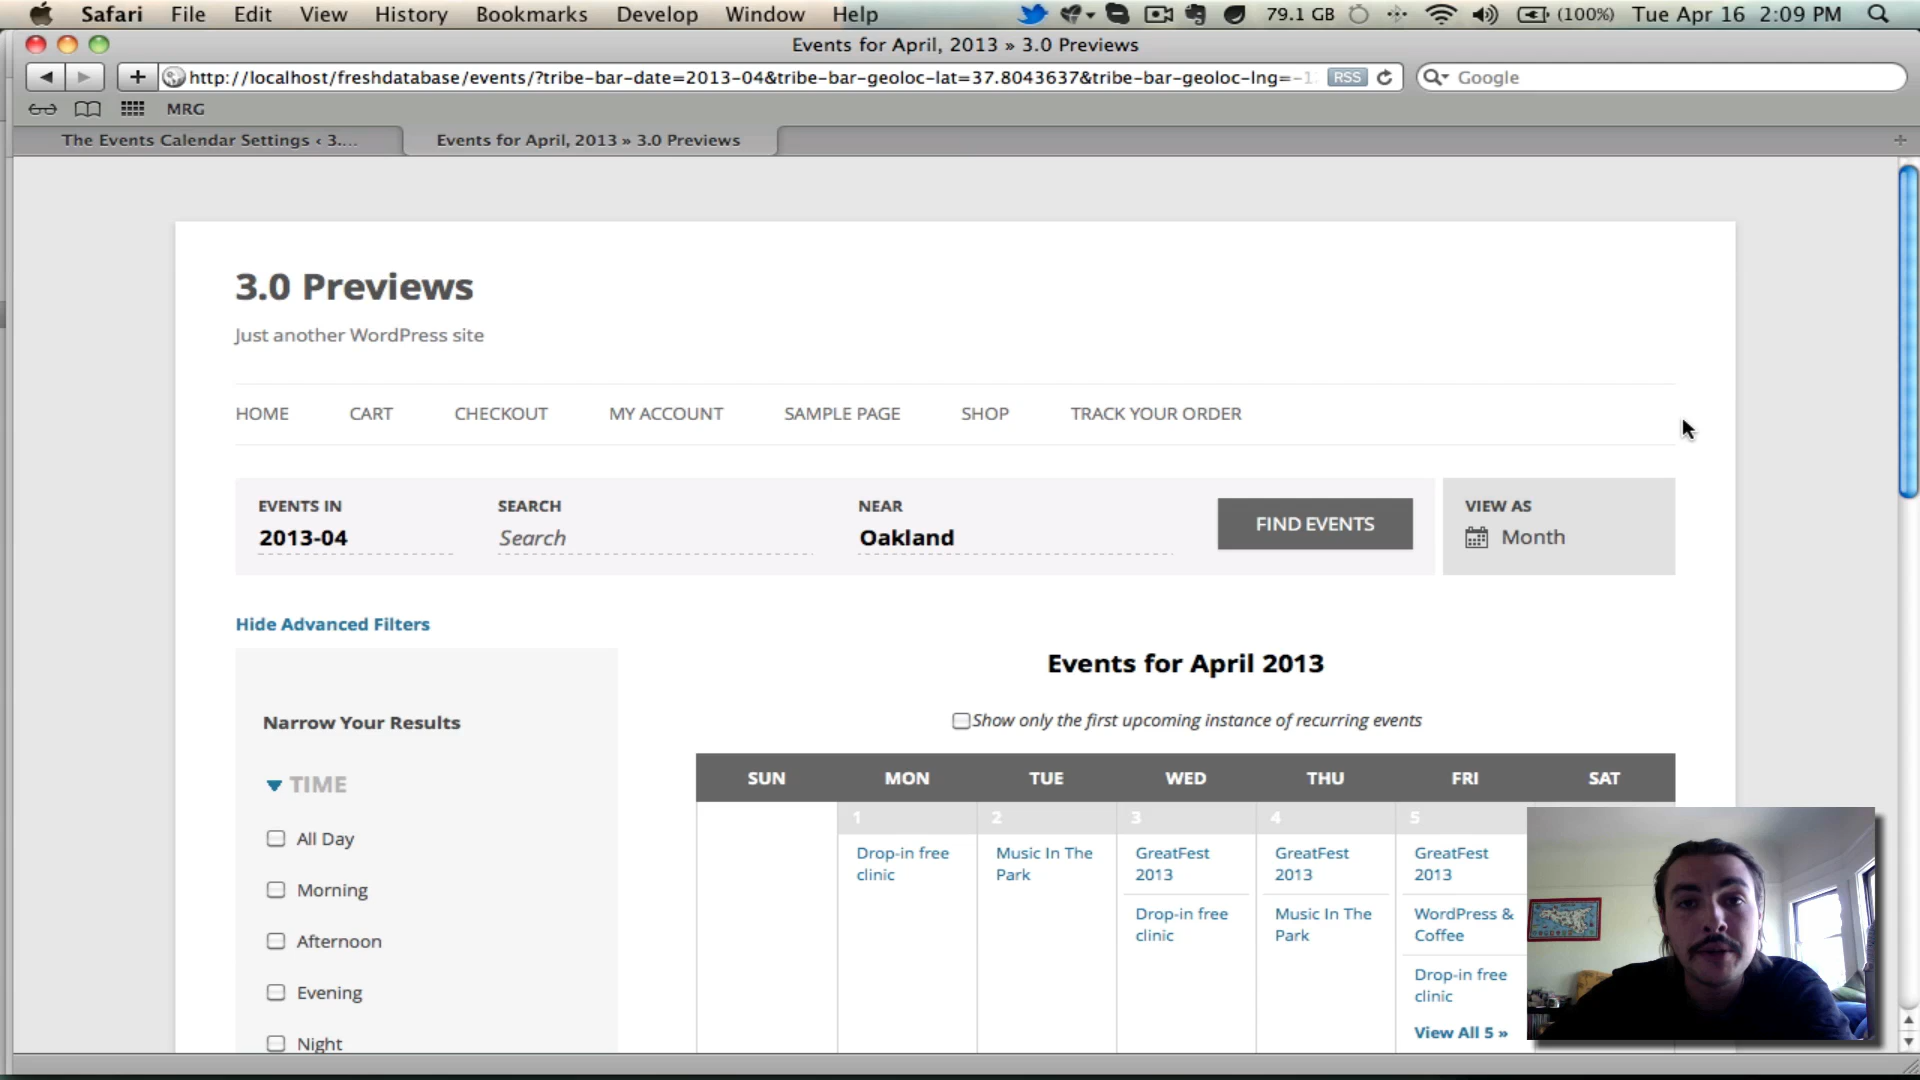 Safari File Edit View History Bookmarks Develop Window Help 79.1 GB (100%) Tue Apr 16 2:09 PM
Events for April, 2013 » 3.0 Previews
http://localhost/freshdatabase/events/?tribe-bar-date=2013-04&tribe-bar-geoloc-lat=37.8043637&tribe-bar-geoloc-lng=-1 RSS Google
MRG
The Events Calendar Settings ‹ 3.... Events for April, 2013 » 3.0 Previews
3.0 Previews
Just another WordPress site
HOME CART CHECKOUT MY ACCOUNT SAMPLE PAGE SHOP TRACK YOUR ORDER
EVENTS IN SEARCH NEAR FIND EVENTS VIEW AS
2013-04 Search Oakland Month
Hide Advanced Filters
Events for April 2013
Narrow Your Results
Show only the first upcoming instance of recurring events
TIME
All Day
Morning
Afternoon
Evening
Night
SUN MON TUE WED THU FRI SAT
1 2 3 4 5
Drop-in free Music In The GreatFest GreatFest GreatFest
clinic Park 2013 2013 2013
Drop-in free Music In The WordPress &
clinic Park Coffee
Drop-in free
clinic
View All 5 »